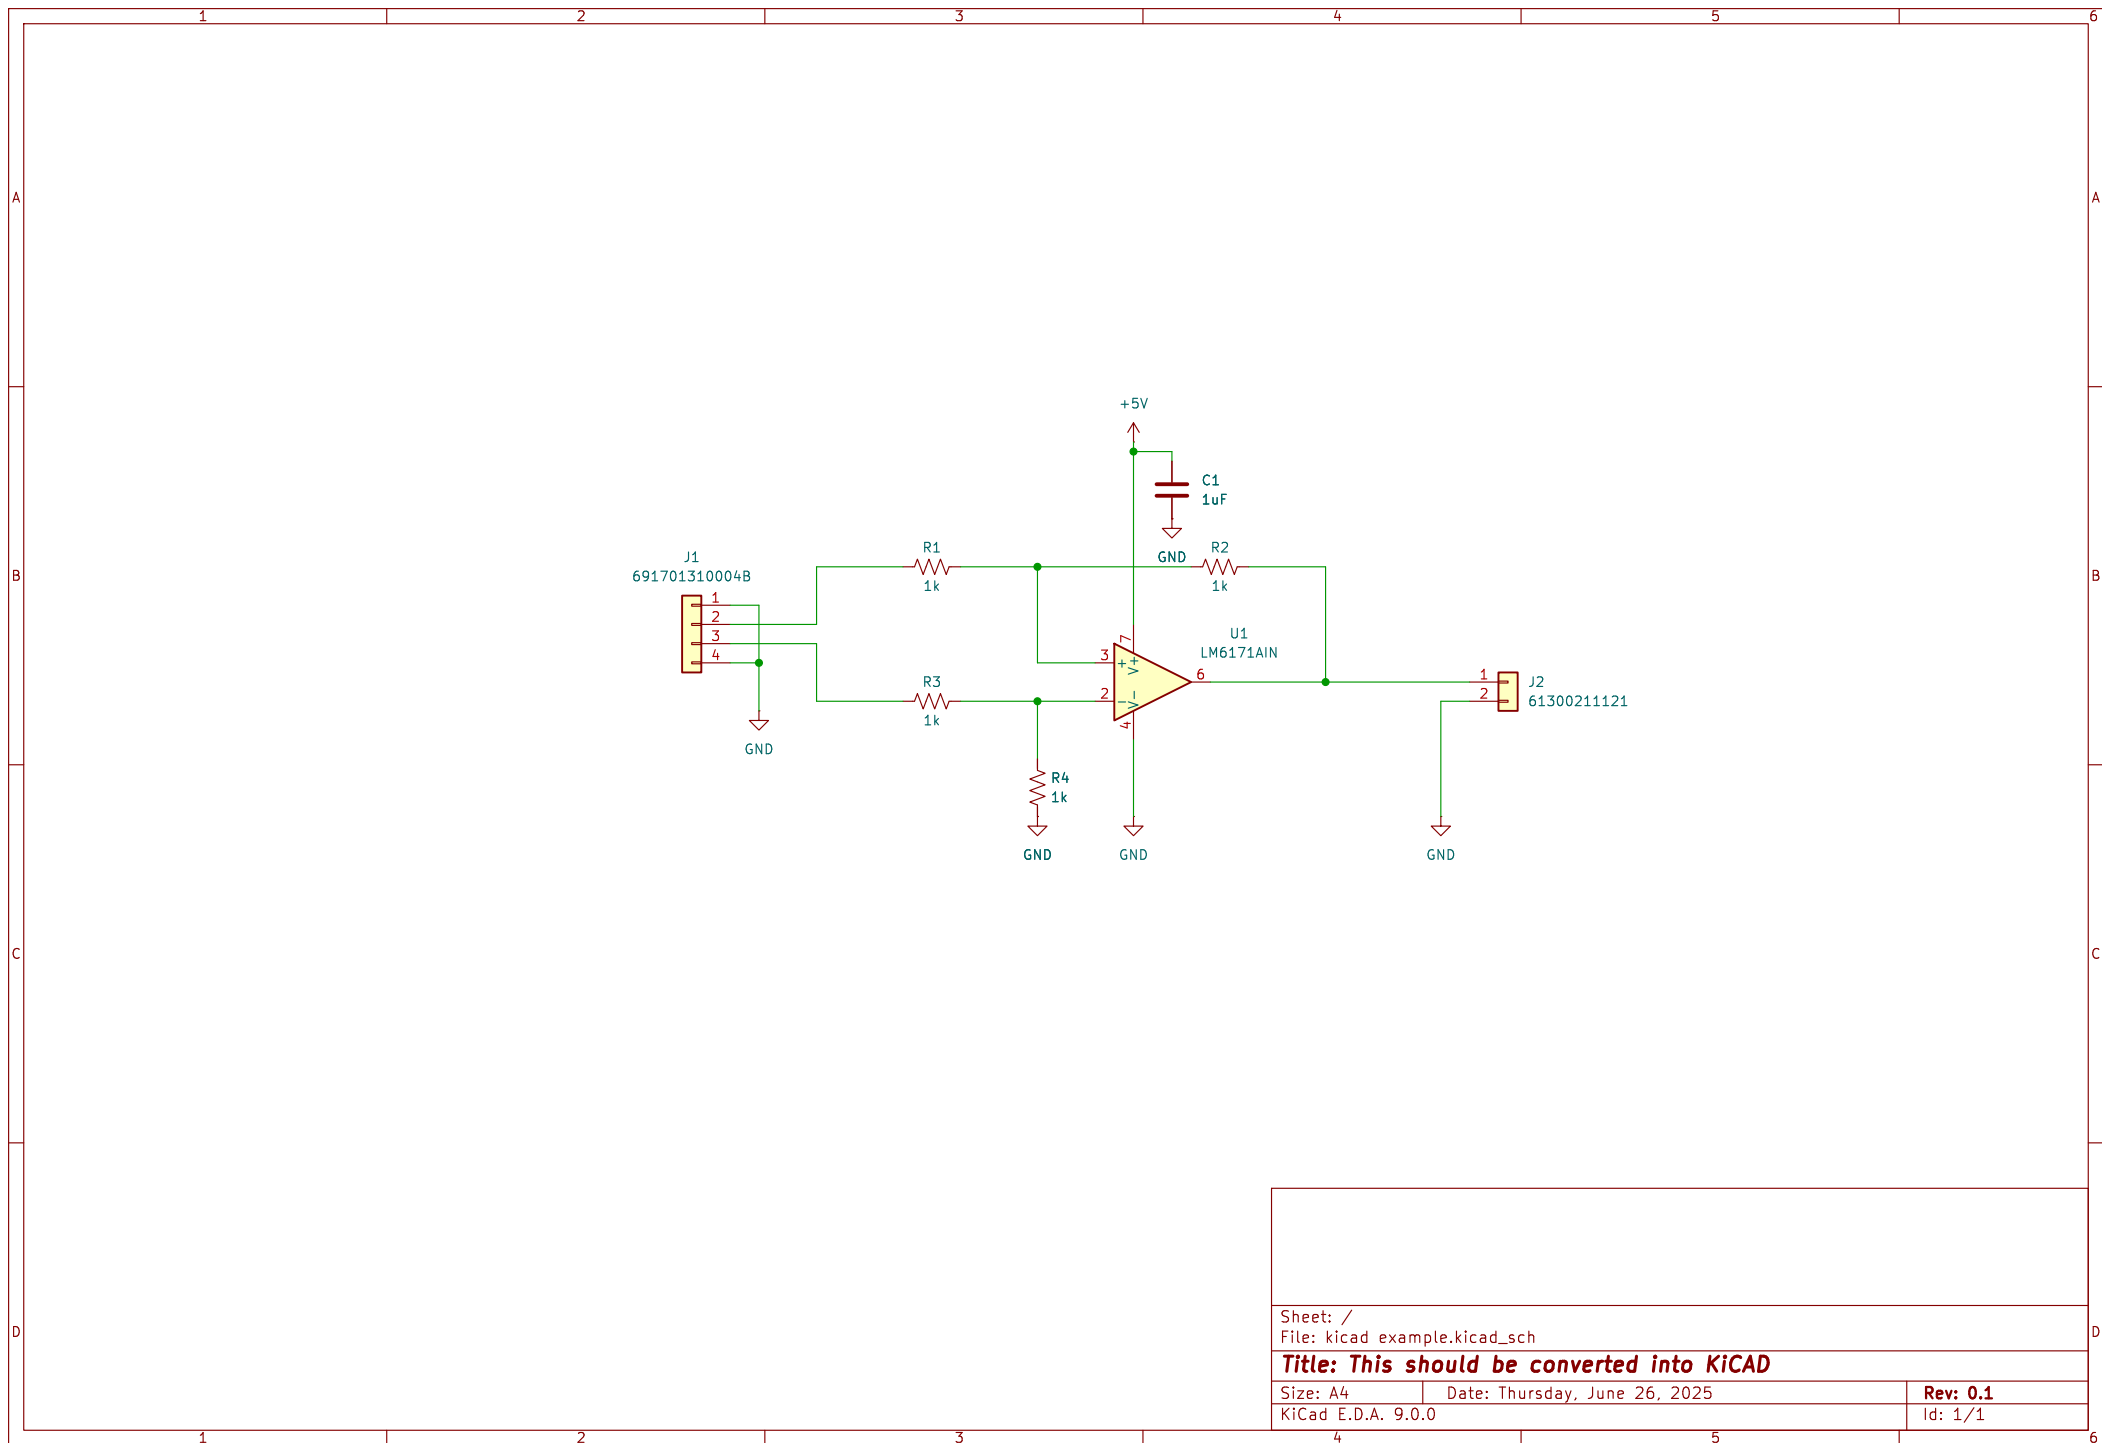 1 2 3 4 5 6
A A
+5V
C1
1uF
GND
R1 R2
1k 1k
J1
691701310004B
B B
1
2
3
4
GND
U1
LM6171AIN
7
3 + V+
6
2 - V-
4
R3
1k
1 J2
2 61300211121
R4
1k
GND GND GND
C C
D D
Sheet: /
File: kicad example.kicad_sch
Title: This should be converted into KiCAD
Size: A4 Date: Thursday, June 26, 2025 Rev: 0.1
KiCad E.D.A. 9.0.0 Id: 1/1
1 2 3 4 5 6